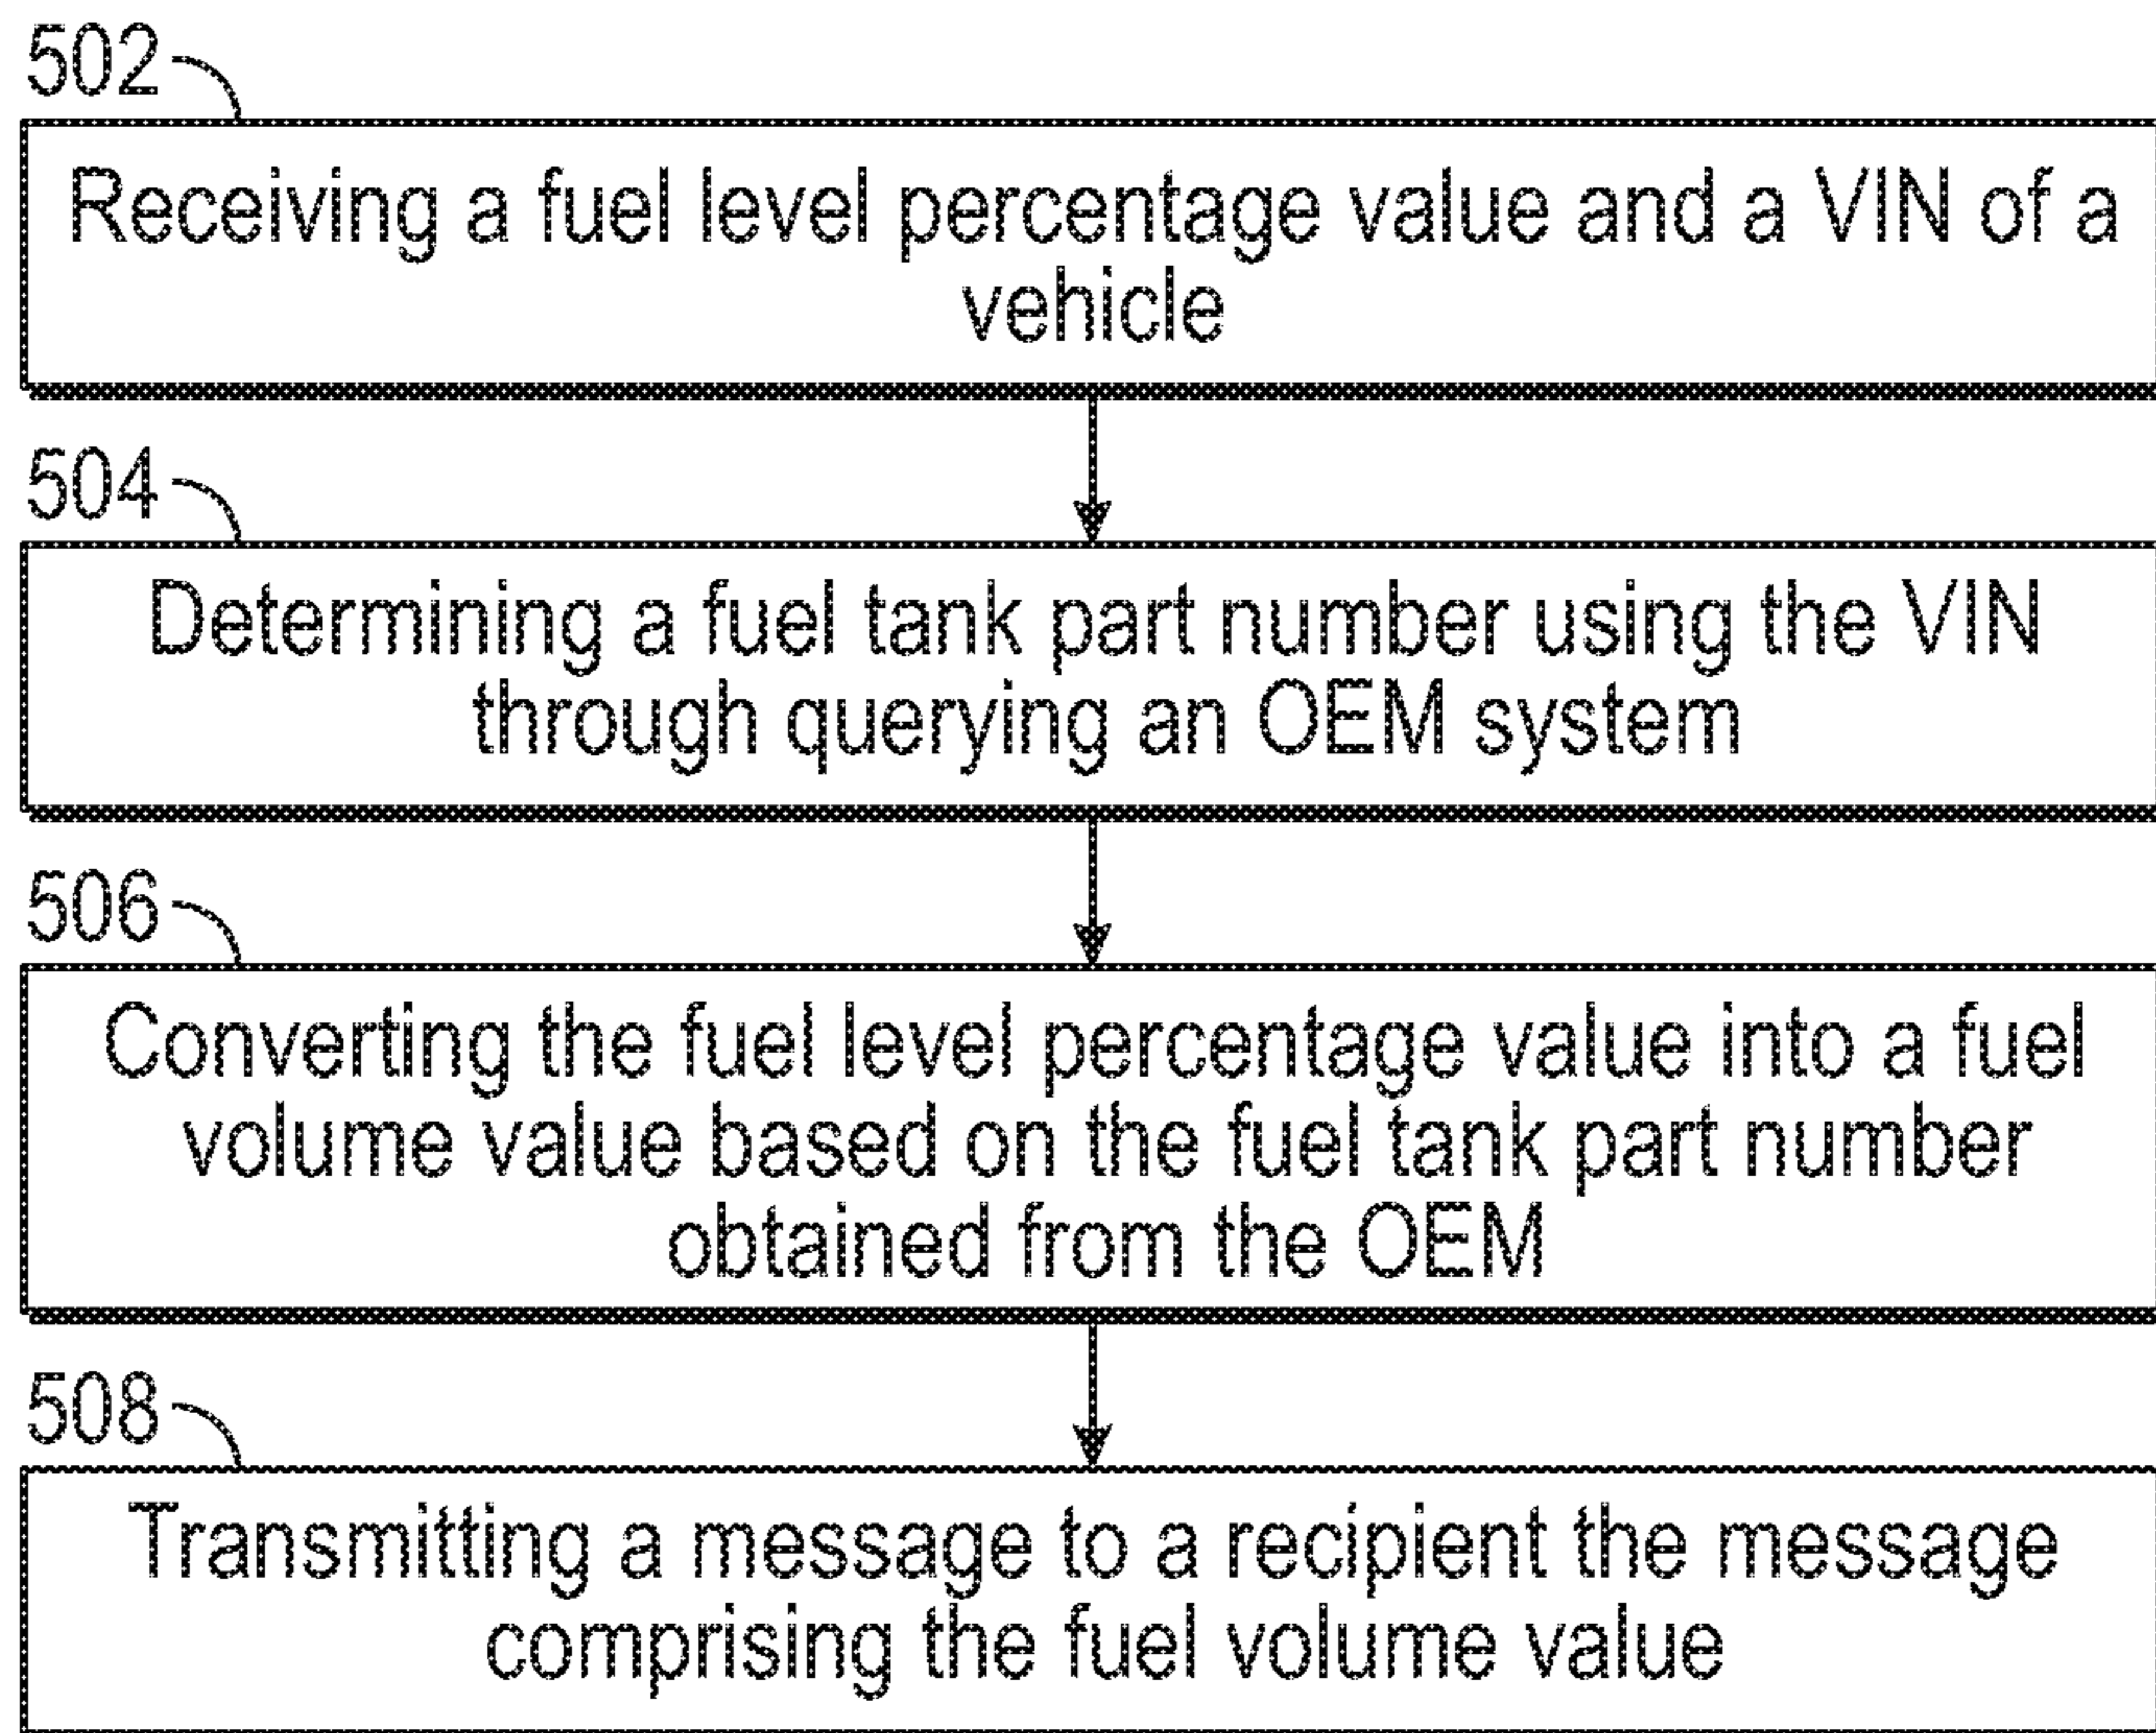 502
Receiving a fuel level percentage value and a VIN of a
vehicle
504
Determining a fuel tank part number using the VIN
through querying an OEM system
506
Converting the fuel level percentage value into a fuel
volume value based on the fuel tank part number
obtained from the OEM
508
Transmitting a message to a recipient the message
comprising the fuel volume value